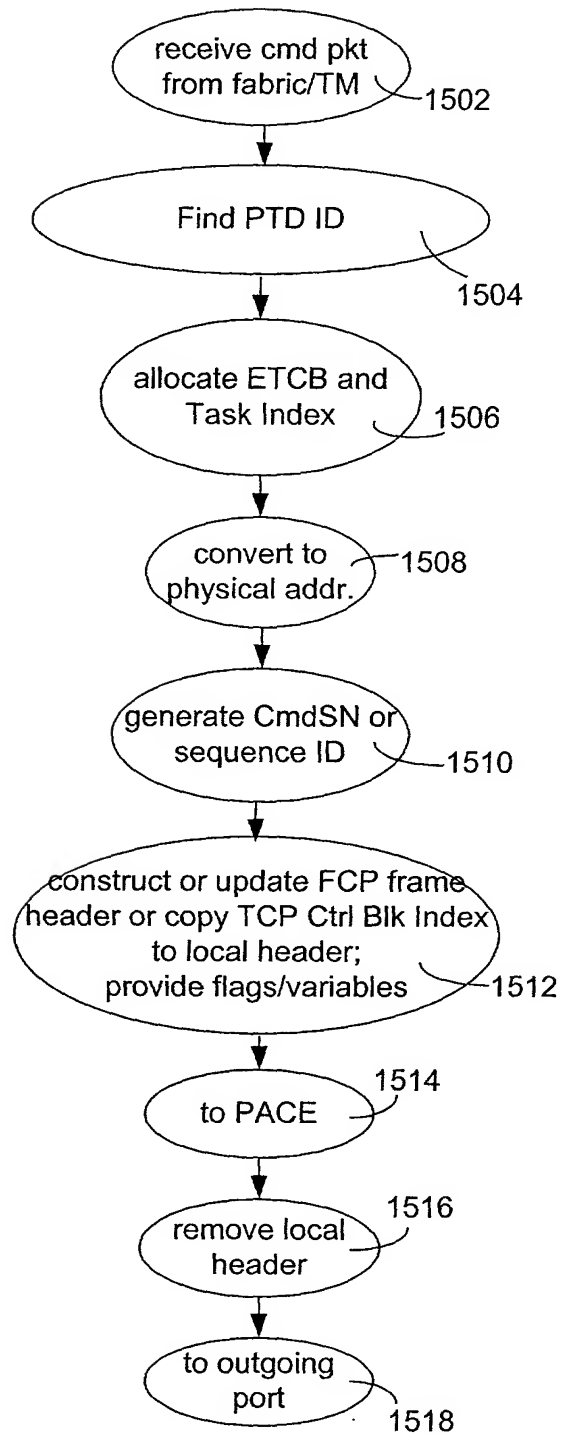 receive cmd pkt
from fabric/TM
1502
Find PTD ID
1504
allocate ETCB and
Task Index
1506
convert to
physical addr.
1508
generate CmdSN or
sequence ID
1510
construct or update FCP frame
header or copy TCP Ctrl Blk Index
to local header;
provide flags/variables
1512
to PACE
1514
remove local
header
1516
to outgoing
port
1518